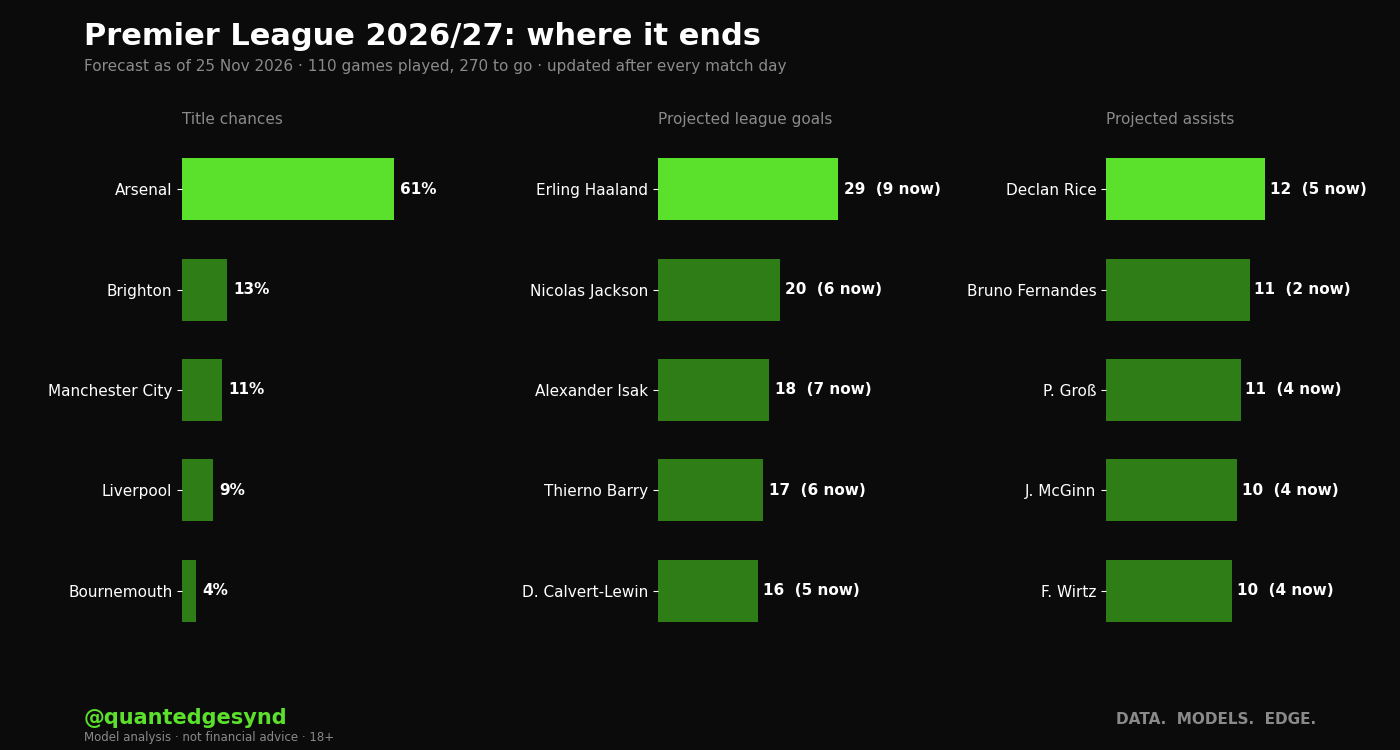 Premier League 2026/27: where it ends
Forecast as of 25 Nov 2026 · 110 games played, 270 to go · updated after every match day
Title chances
Arsenal 61%
Brighton 13%
Manchester City 11%
Liverpool 9%
Bournemouth 4%
Projected league goals
Erling Haaland 29 (9 now)
Nicolas Jackson 20 (6 now)
Alexander Isak 18 (7 now)
Thierno Barry 17 (6 now)
D. Calvert-Lewin 16 (5 now)
Projected assists
Declan Rice 12 (5 now)
Bruno Fernandes 11 (2 now)
P. Groß 11 (4 now)
J. McGinn 10 (4 now)
F. Wirtz 10 (4 now)
@quantedgesynd
Model analysis · not financial advice · 18+
DATA. MODELS. EDGE.